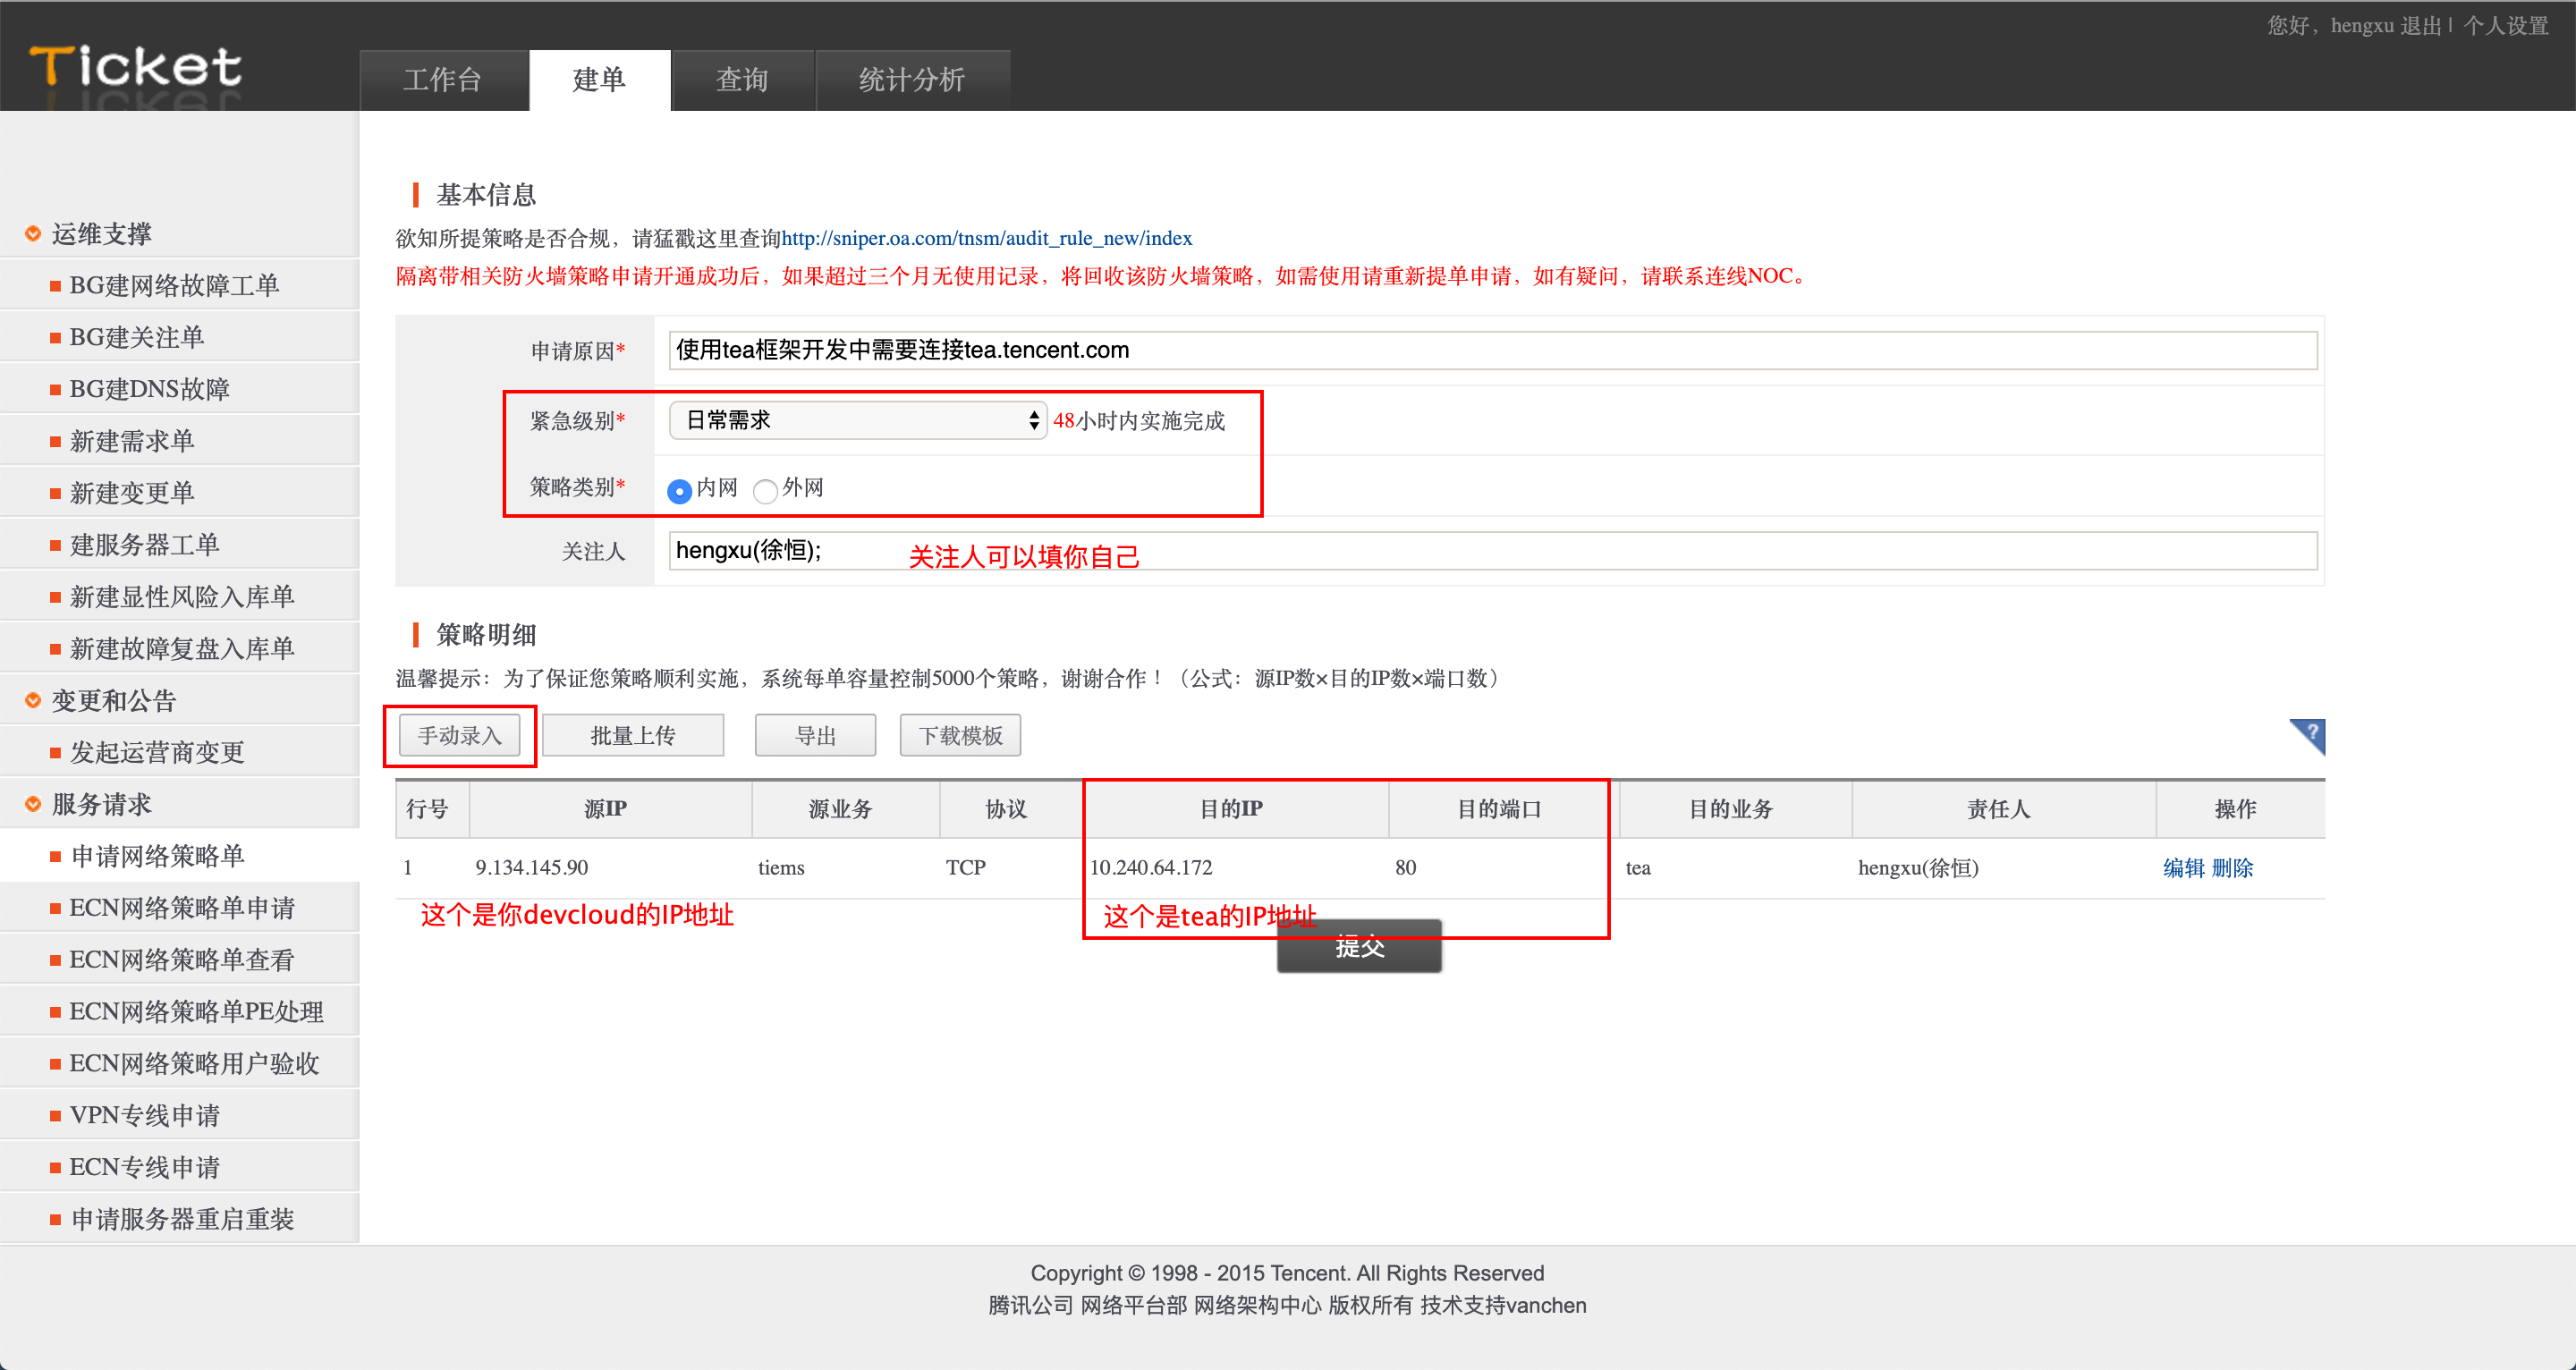 您好，hengxu 退出 | 个人设置
Ticket
工作台
建单
查询
统计分析
运维支撑
BG建网络故障工单
BG建关注单
BG建DNS故障
新建需求单
新建变更单
建服务器工单
新建显性风险入库单
新建故障复盘入库单
变更和公告
发起运营商变更
服务请求
申请网络策略单
ECN网络策略单申请
ECN网络策略单查看
ECN网络策略单PE处理
ECN网络策略用户验收
VPN专线申请
ECN专线申请
申请服务器重启重装
基本信息
欲知所提策略是否合规，请猛戳这里查询http://sniper.oa.com/tnsm/audit_rule_new/index
隔离带相关防火墙策略申请开通成功后，如果超过三个月无使用记录，将回收该防火墙策略，如需使用请重新提单申请，如有疑问，请联系连线NOC。
申请原因* 使用tea框架开发中需要连接tea.tencent.com
紧急级别* 日常需求 48小时内实施完成
策略类别* 内网 外网
关注人 hengxu(徐恒); 关注人可以填你自己
策略明细
温馨提示：为了保证您策略顺利实施，系统每单容量控制5000个策略，谢谢合作！（公式：源IP数×目的IP数×端口数）
手动录入 批量上传 导出 下载模板
?
行号 源IP 源业务 协议 目的IP 目的端口 目的业务 责任人 操作
1 9.134.145.90 tiems TCP 10.240.64.172 80 tea hengxu(徐恒) 编辑 删除
这个是你devcloud的IP地址 这个是tea的IP地址
提交
Copyright © 1998 - 2015 Tencent. All Rights Reserved
腾讯公司 网络平台部 网络架构中心 版权所有 技术支持vanchen